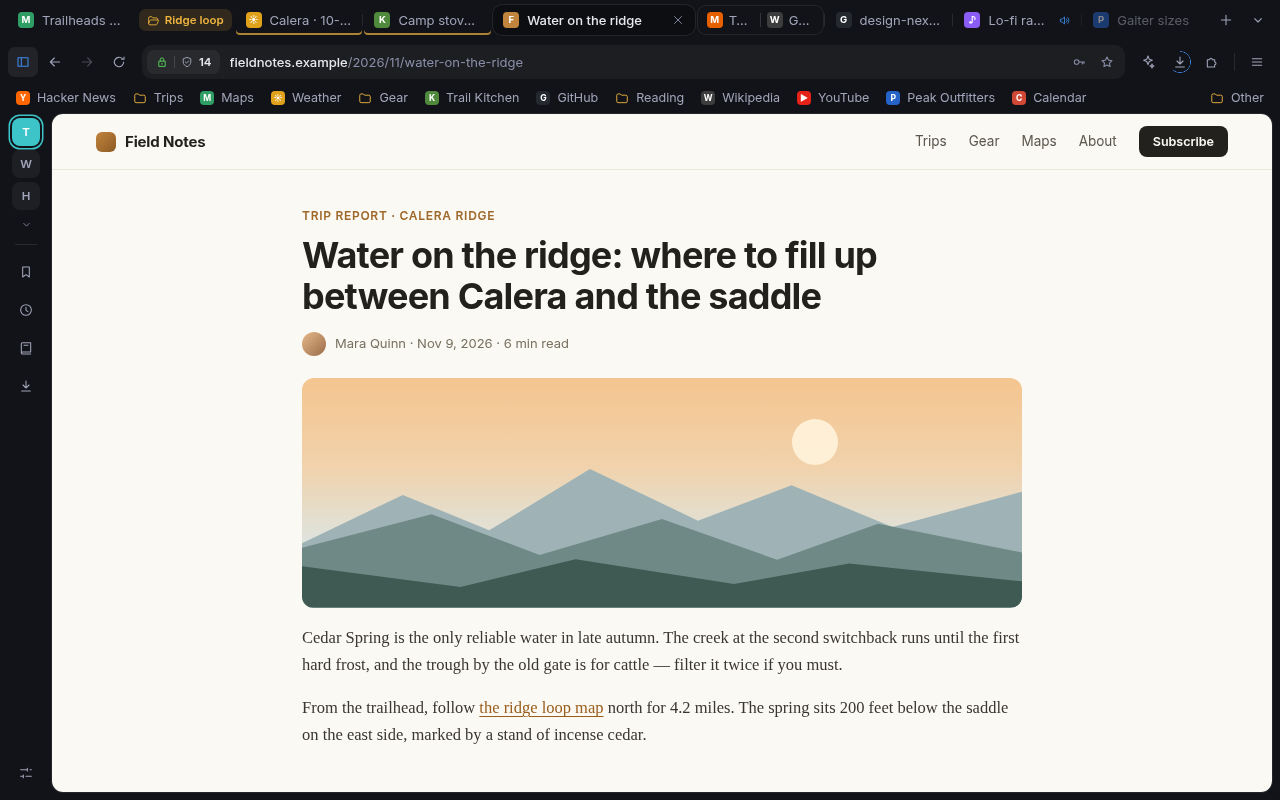 M Trailheads ...
Ridge loop
Calera · 10-...
K Camp stov...
F Water on the ridge
M T...
W G...
G design-nex...
Lo-fi ra...
P Gaiter sizes
14
fieldnotes.example/2026/11/water-on-the-ridge
Y Hacker News
Trips
M Maps
Weather
Gear
K Trail Kitchen
G GitHub
Reading
W Wikipedia
YouTube
P Peak Outfitters
C Calendar
Other
T
W
H
Field Notes
Trips
Gear
Maps
About
Subscribe
TRIP REPORT · CALERA RIDGE
Water on the ridge: where to fill up
between Calera and the saddle
Mara Quinn · Nov 9, 2026 · 6 min read
Cedar Spring is the only reliable water in late autumn. The creek at the second switchback runs until the first
hard frost, and the trough by the old gate is for cattle — filter it twice if you must.
From the trailhead, follow the ridge loop map north for 4.2 miles. The spring sits 200 feet below the saddle
on the east side, marked by a stand of incense cedar.